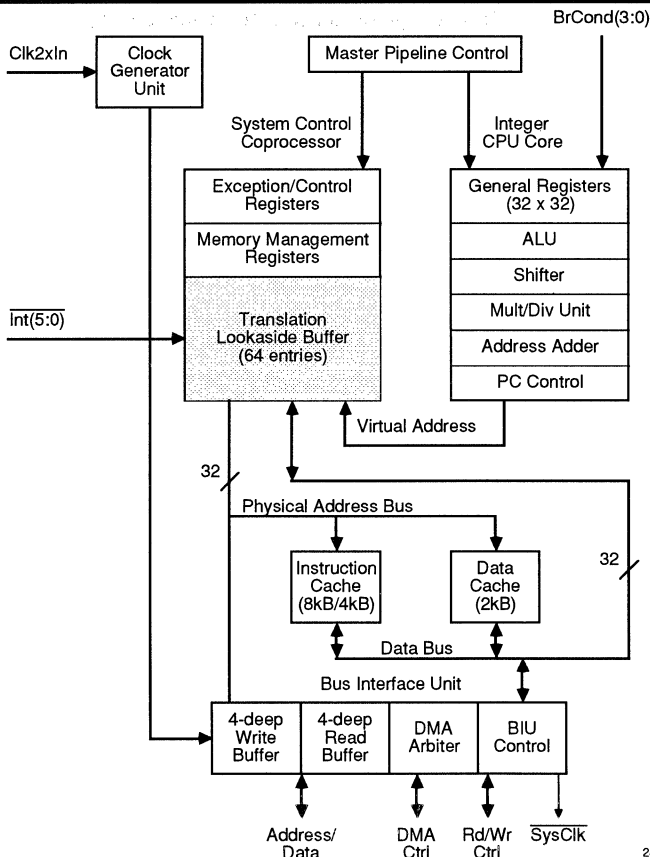 BrCond(3:0)
Clk2xIn
Clock
Generator
Unit
Master Pipeline Control
System Control
Coprocessor
Integer
CPU Core
Exception/Control
Registers
General Registers
(32 x 32)
Memory Management
Registers
ALU
Shifter
Int(5:0)
Translation
Lookaside Buffer
(64 entries)
Mult/Div Unit
Address Adder
PC Control
Virtual Address
32
Physical Address Bus
Instruction
Cache
(8kB/4kB)
Data
Cache
(2kB)
32
Data Bus
Bus Interface Unit
4-deep
Write
Buffer
4-deep
Read
Buffer
DMA
Arbiter
BIU
Control
Address/
Data
DMA
Ctrl
Rd/Wr
Ctrl
SysClk
2